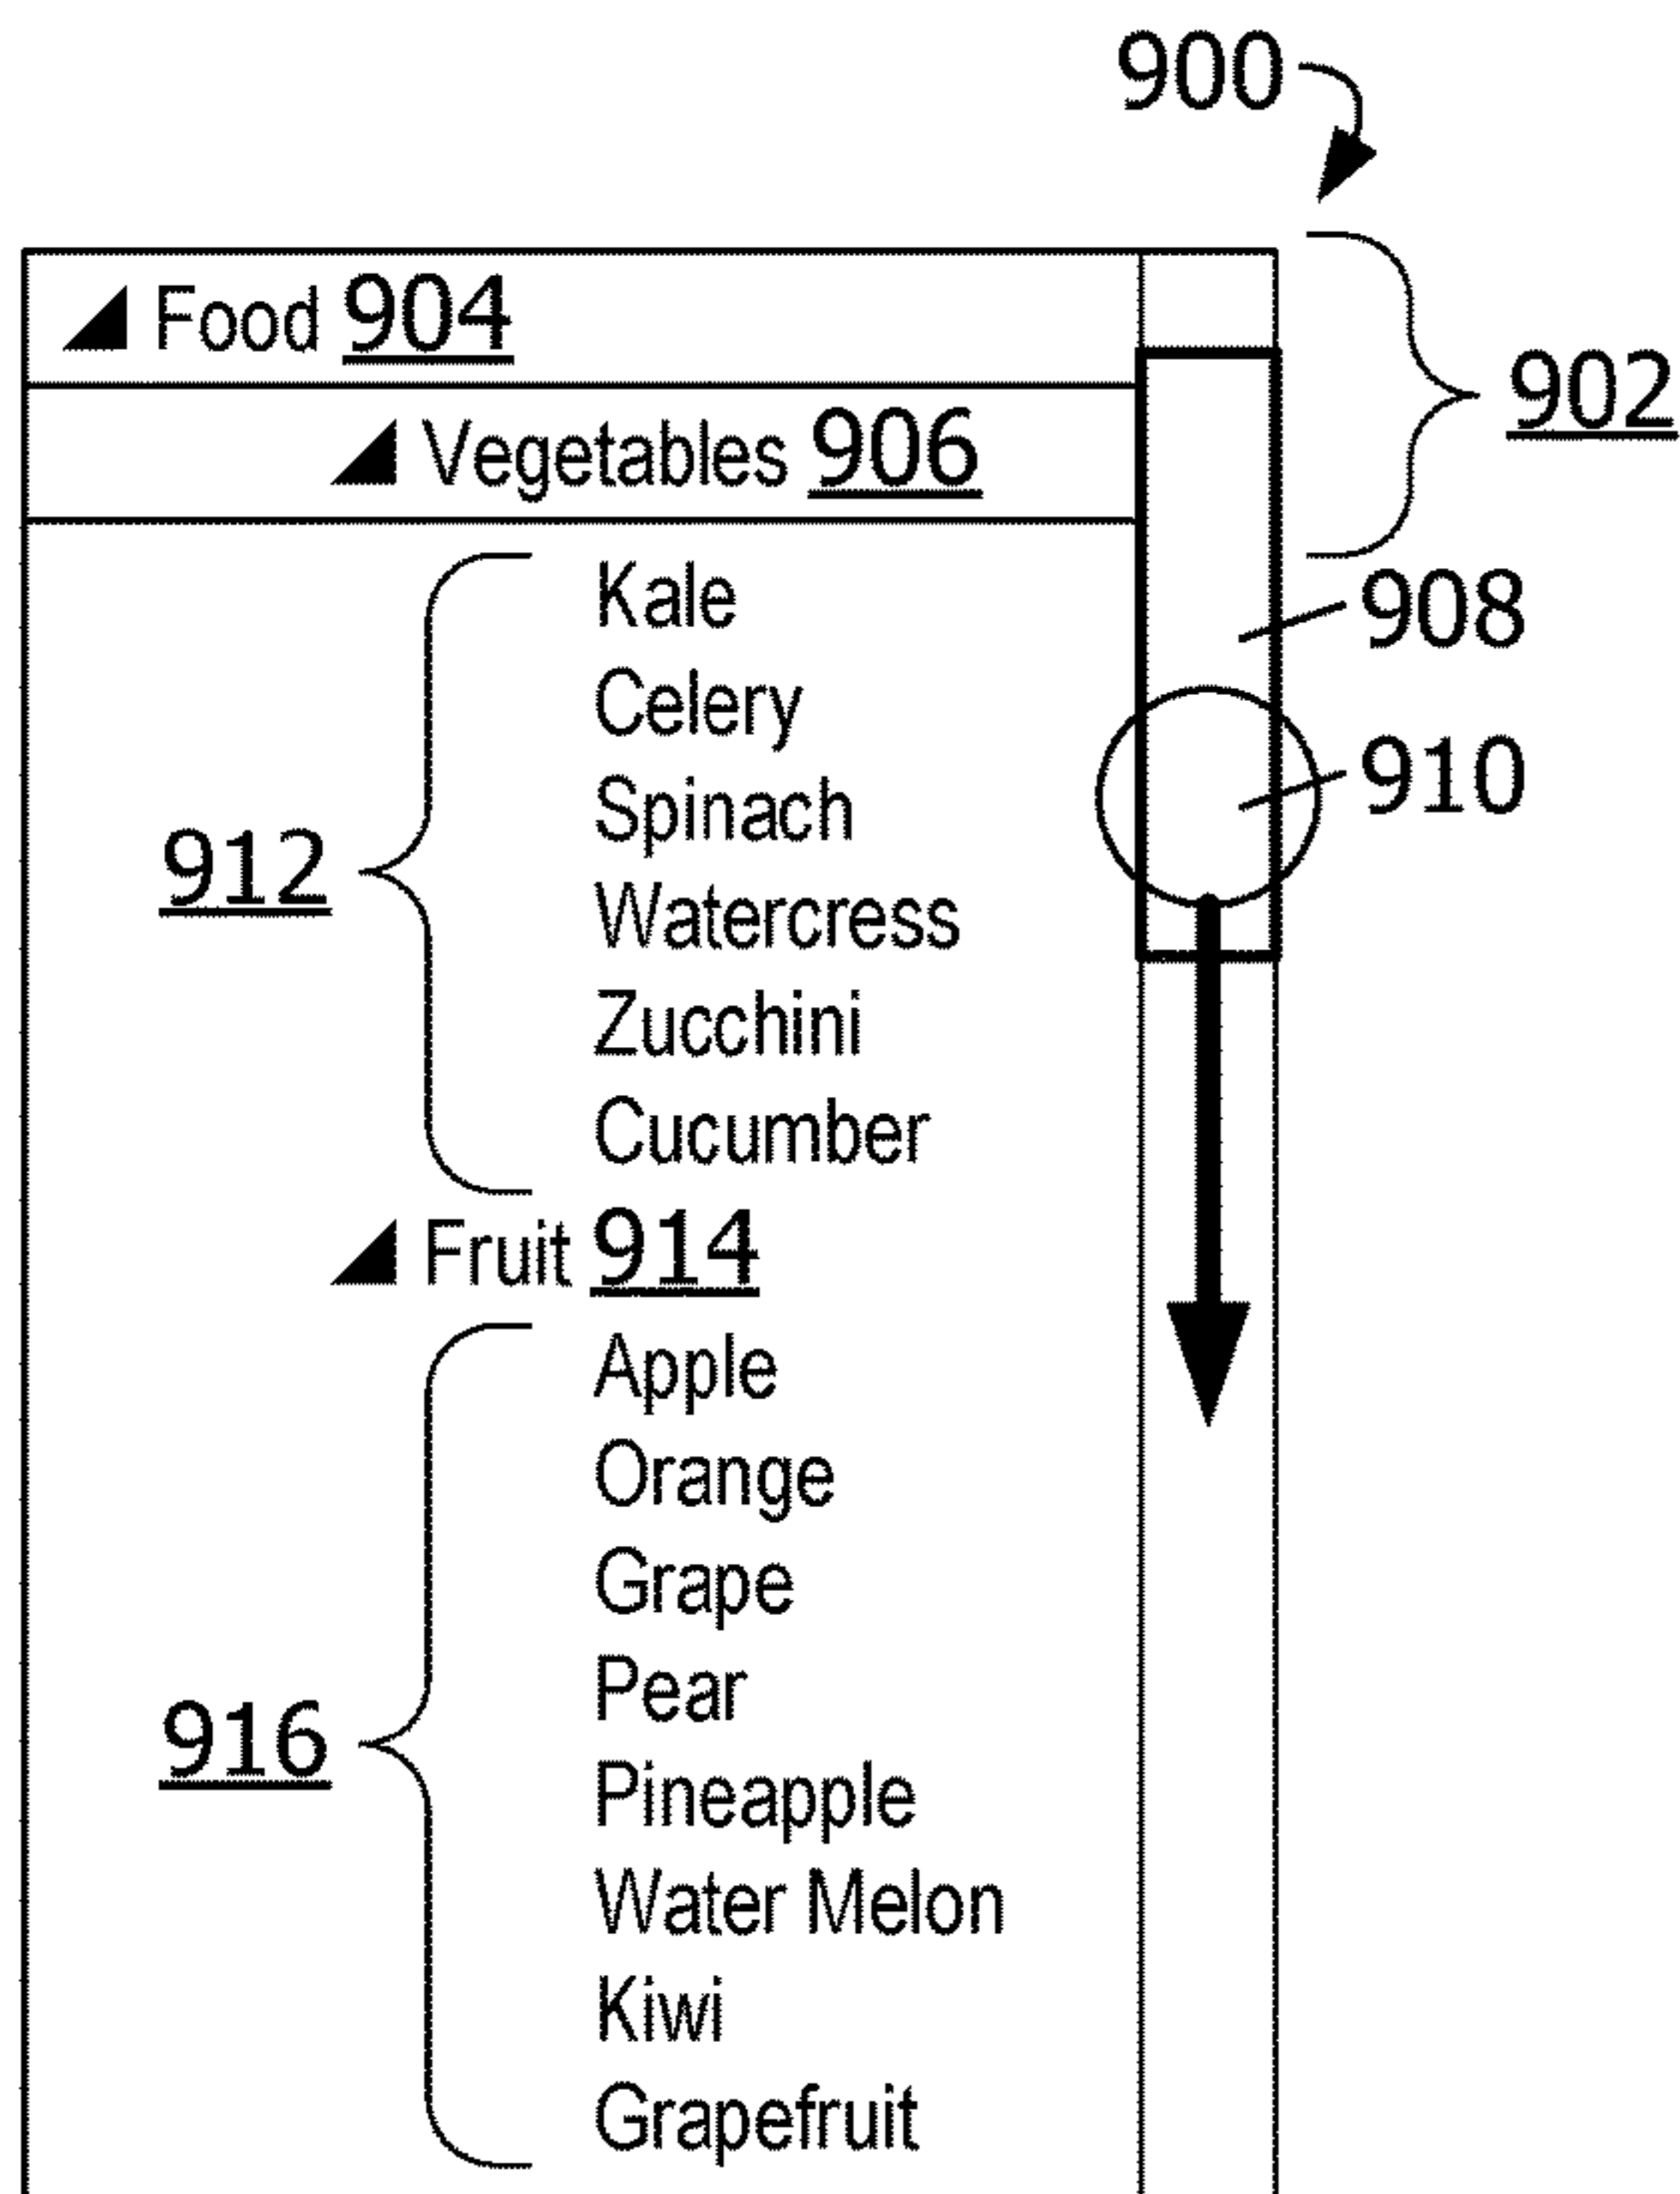 900
Food 904
902
Vegetables 906
Kale
908
Celery
910
Spinach
912
Watercress
Zucchini
Cucumber
Fruit 914
Apple
Orange
Grape
Pear
916
Pineapple
Water Melon
Kiwi
Grapefruit